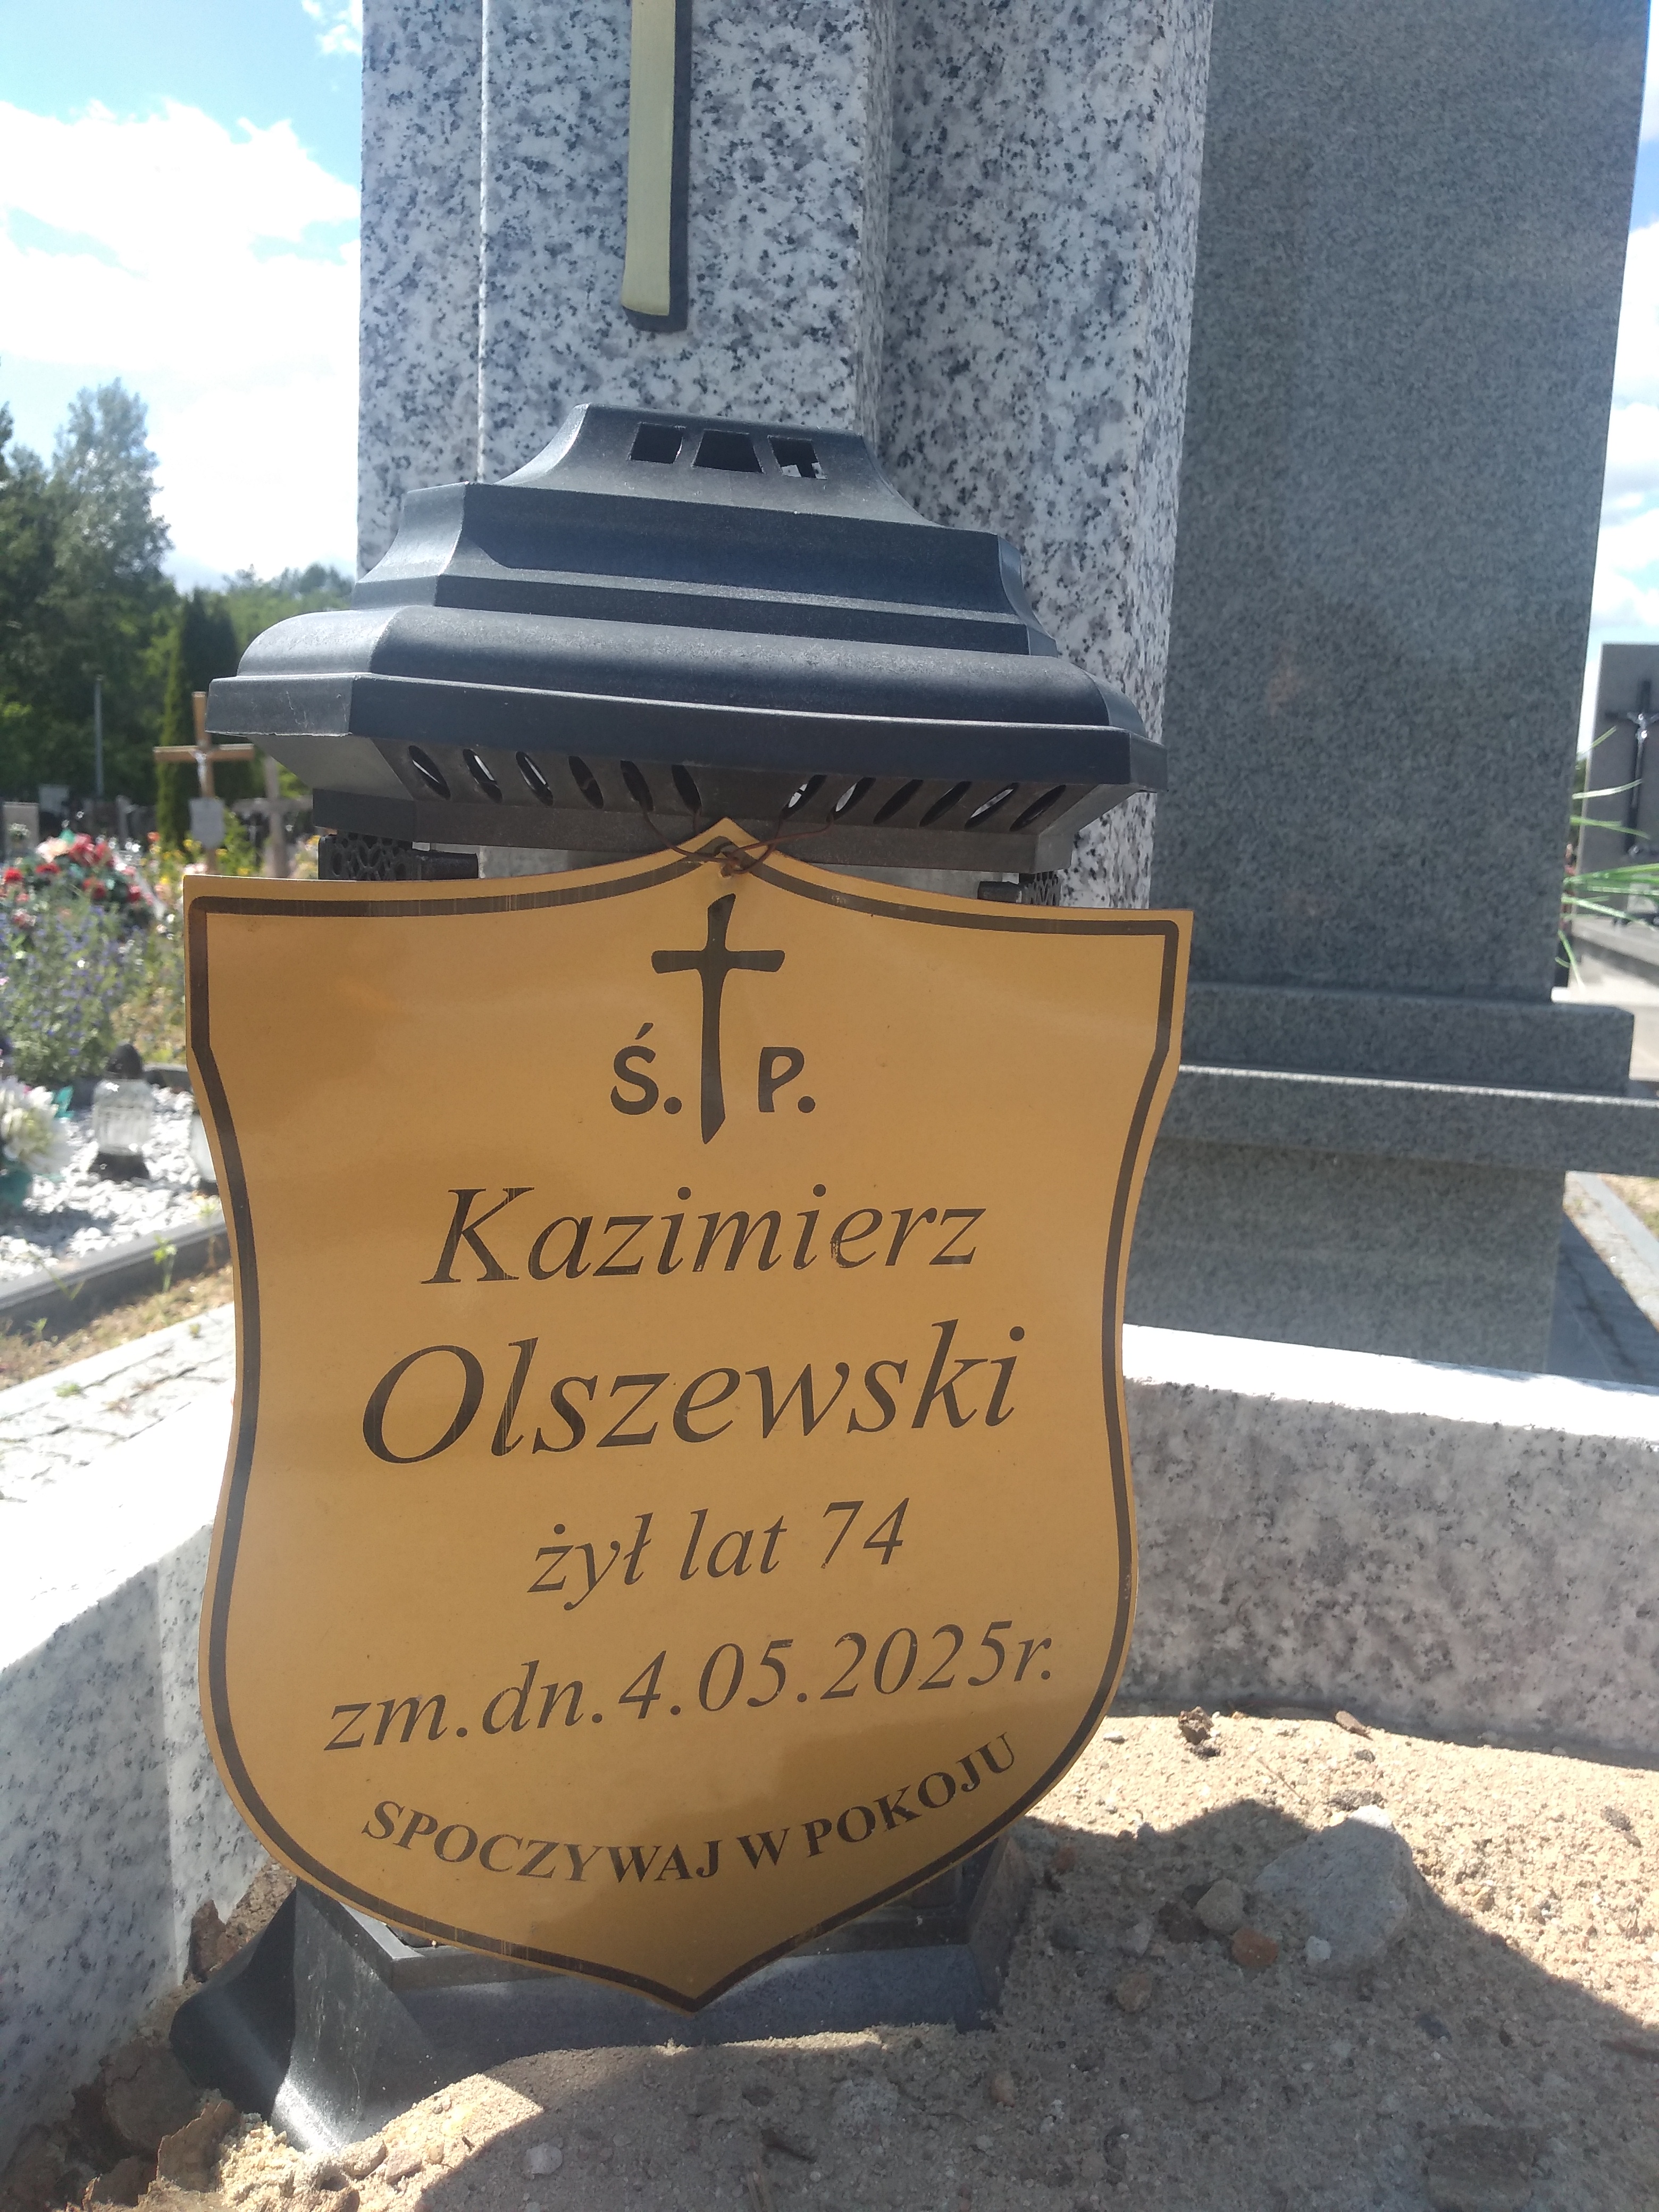 Ś. P.
Kazimierz
Olszewski
żył lat 74
zm.dn.4.05.2025r.
SPOCZYWAJ W POKOJU